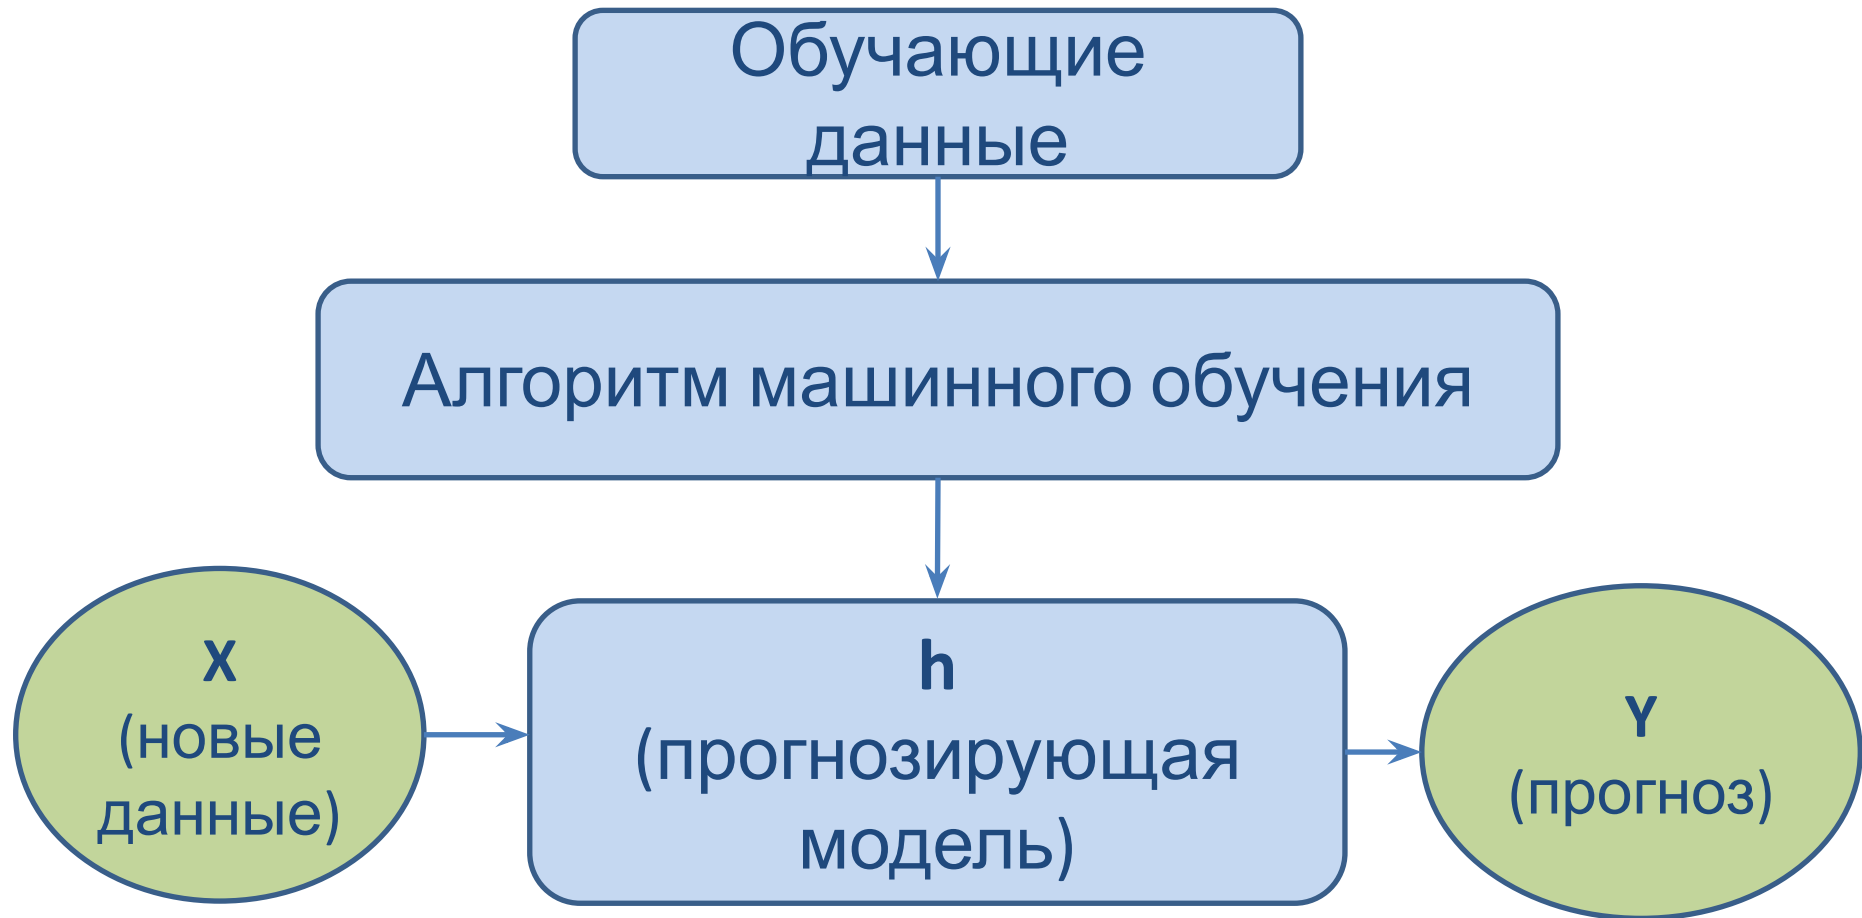 Обучающие
данные
Алгоритм машинного обучения
X
(новые
данные)
h
(прогнозирующая
модель)
Y
(прогноз)